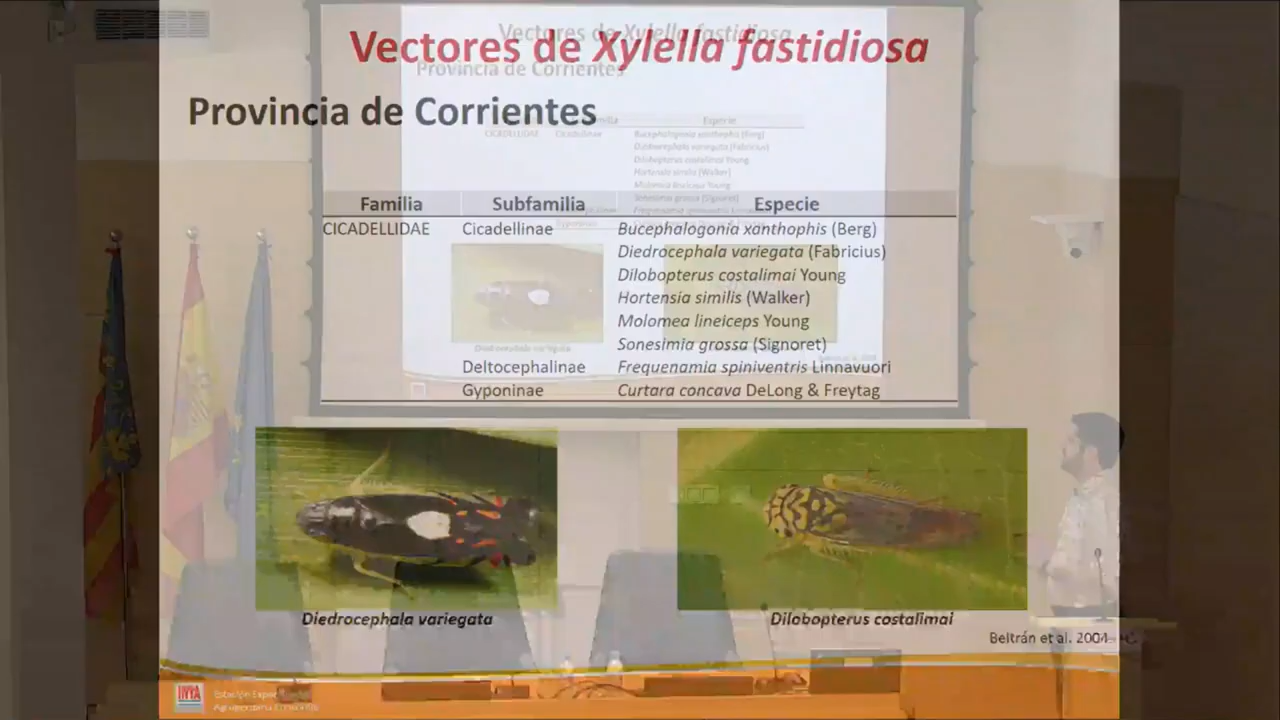 Vectores de Xylella fastidiosa
Provincia de Corrientes
Familia Subfamilia Especie
CICADELLIDAE Cicadellinae Bucephalogonia xanthophis (Berg)
Diedrocephala variegata (Fabricius)
Dilobopterus costalimai Young
Hortensia similis (Walker)
Molomea lineiceps Young
Sonesimia grossa (Signoret)
Deltocephalinae Frequenamia spiniventris Linnavuori
Gyponinae Curtara concava DeLong & Freytag
Diedrocephala variegata
Dilobopterus costalimai
Beltrán et al. 2004
INTA